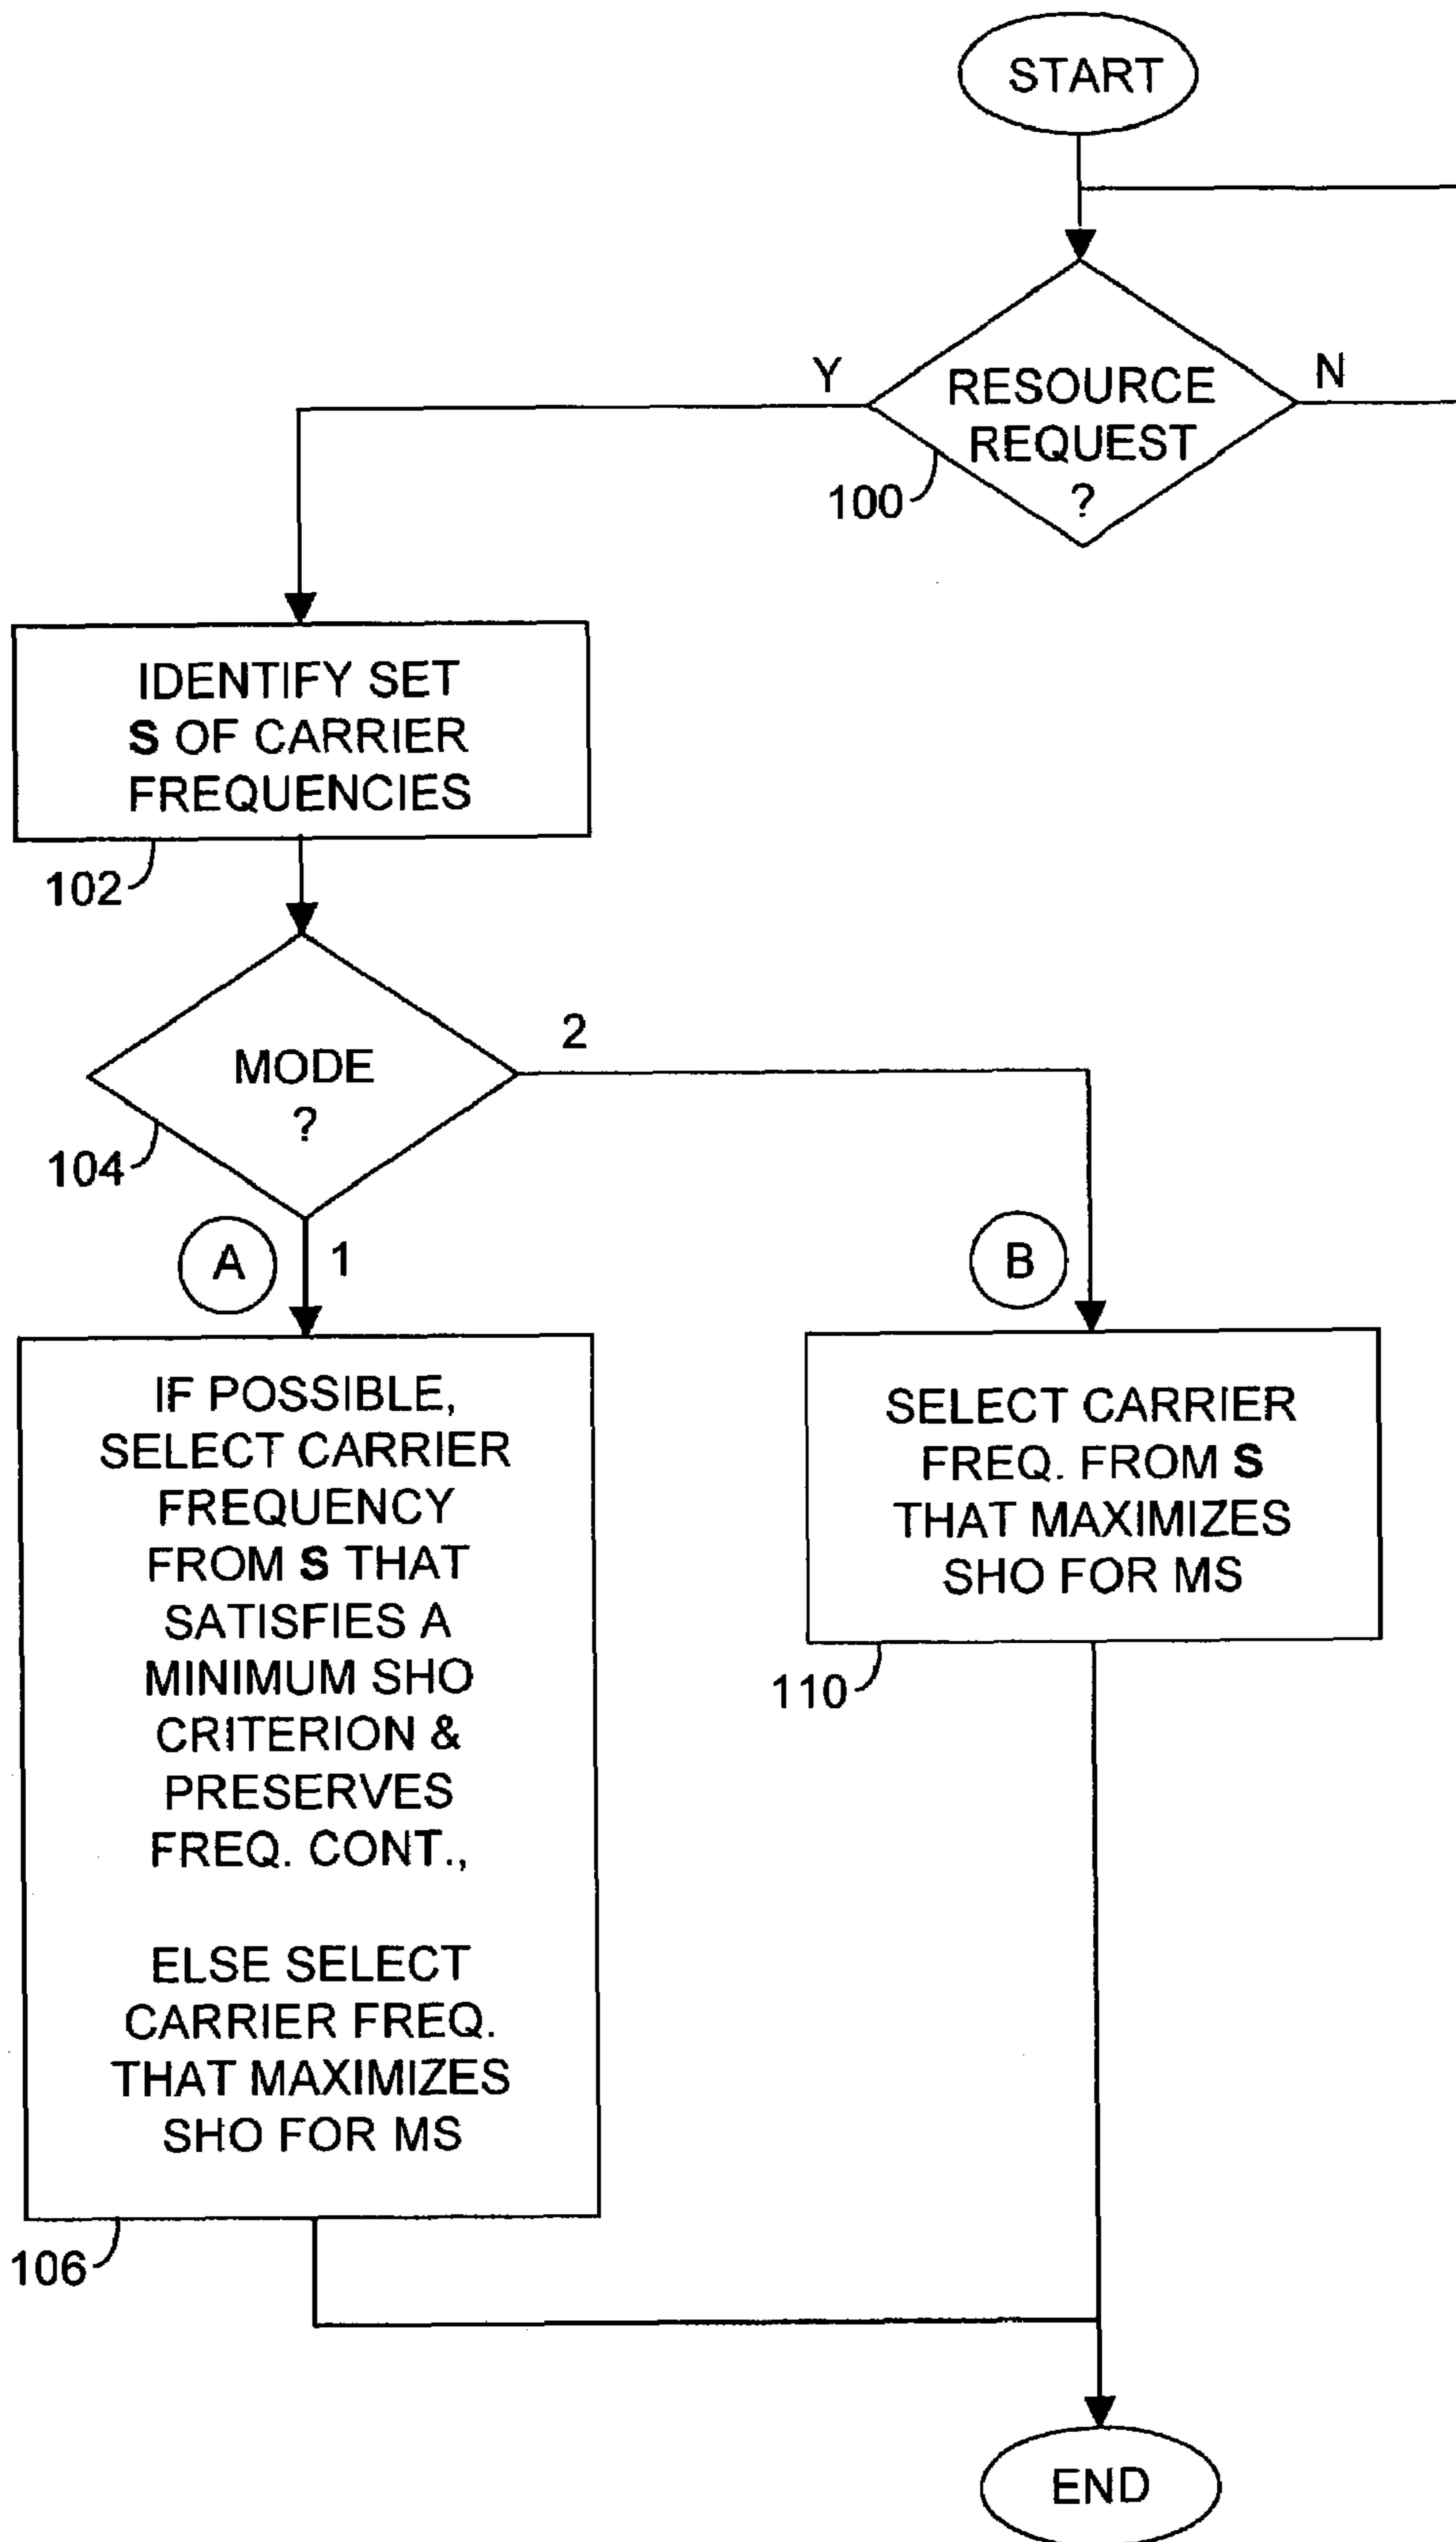 START
Y
N
RESOURCE
REQUEST
?
100
IDENTIFY SET
S OF CARRIER
FREQUENCIES
102
MODE
?
2
104
A
1
B
IF POSSIBLE,
SELECT CARRIER
FREQUENCY
FROM S THAT
SATISFIES A
MINIMUM SHO
CRITERION &
PRESERVES
FREQ. CONT.,
ELSE SELECT
CARRIER FREQ.
THAT MAXIMIZES
SHO FOR MS
106
SELECT CARRIER
FREQ. FROM S
THAT MAXIMIZES
SHO FOR MS
110
END